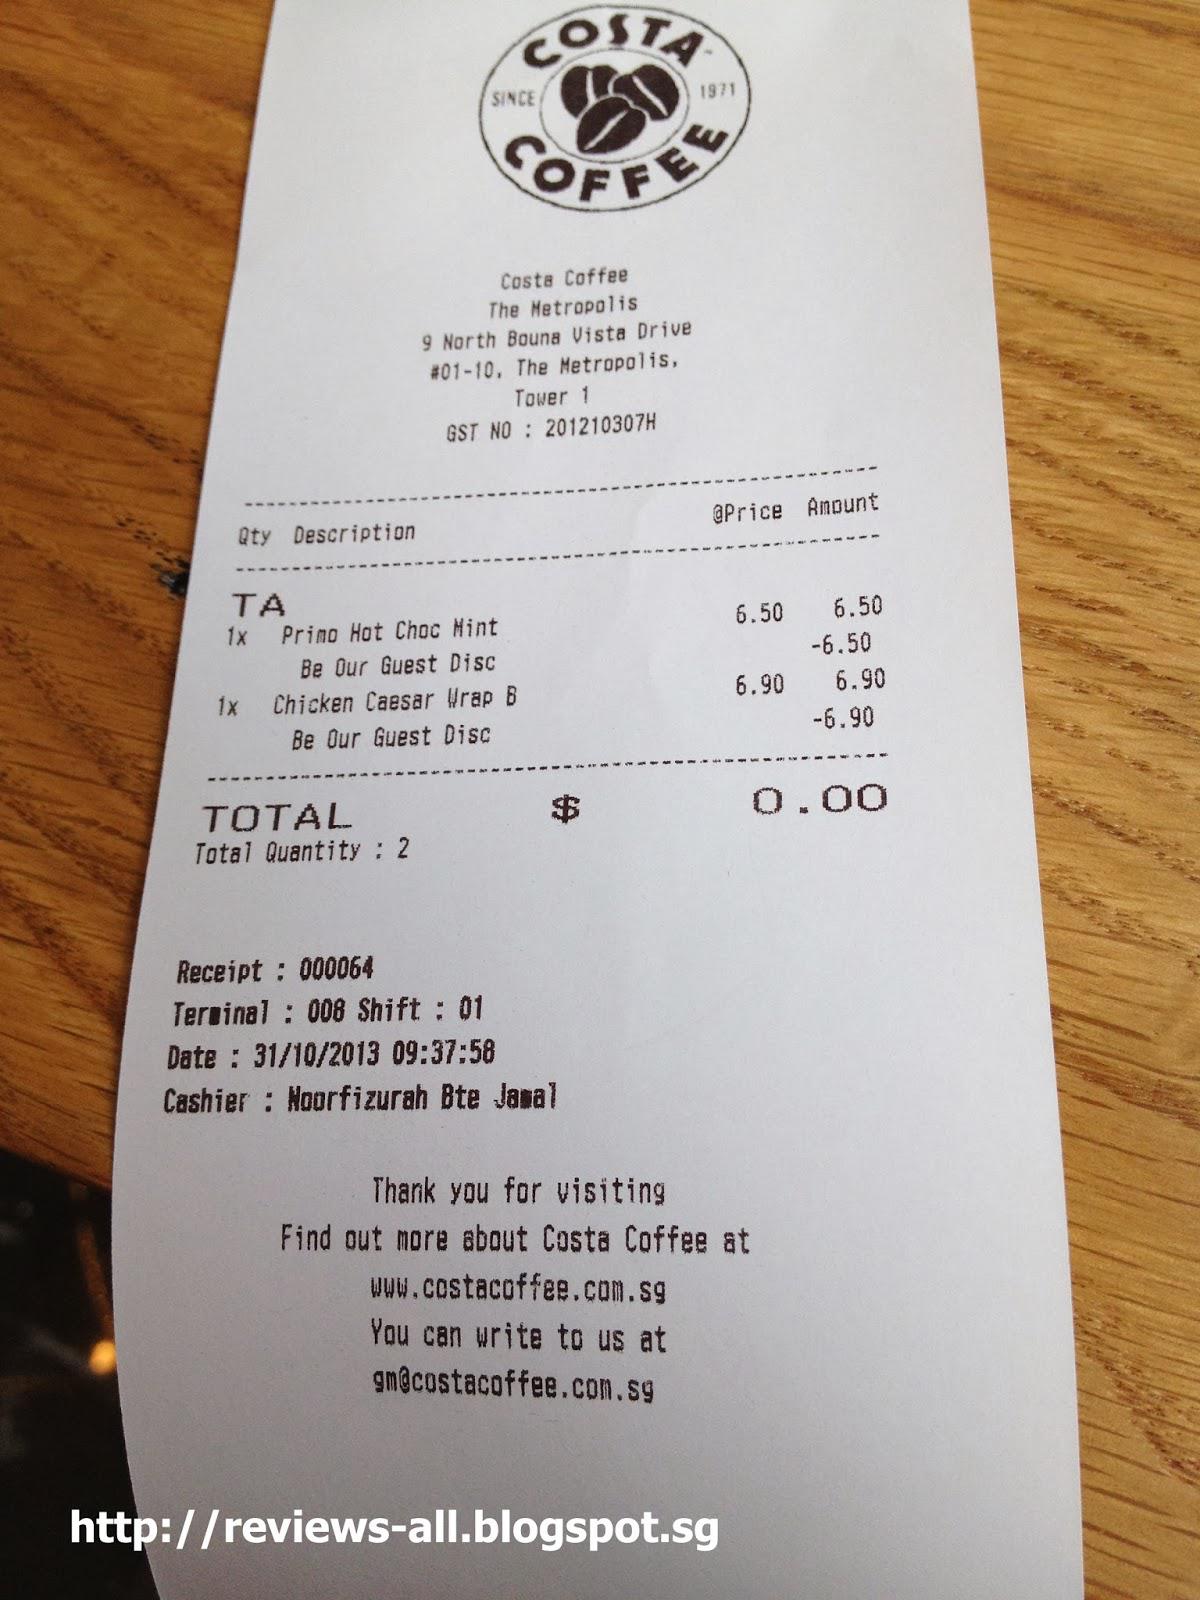 COSTA
SINCE 1971
COFFEE
Costa Coffee
The Metropolis
9 North Bouna Vista Drive
#01-10, The Metropolis,
Tower 1
GST NO : 201210307H
Qty Description @Price Amount
TA
1x Primo Hot Choc Mint 6.50 6.50
Be Our Guest Disc -6.50
1x Chicken Caesar Wrap B 6.90 6.90
Be Our Guest Disc -6.90
TOTAL $ 0.00
Total Quantity : 2
Receipt : 000064
Terminal : 008 Shift : 01
Date : 31/10/2013 09:37:58
Cashier : Noorfizurah Bte Jamal
Thank you for visiting
Find out more about Costa Coffee at
www.costacoffee.com.sg
You can write to us at
gm@costacoffee.com.sg
http://reviews-all.blogspot.sg